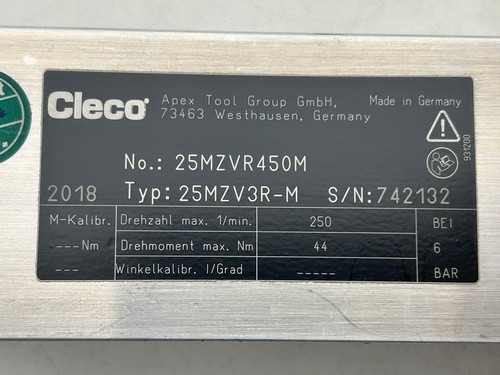 Cleco
Apex Tool Group GmbH,
73463 Westhausen, Germany
Made in Germany
931200
No.: 25MZVR450M
2018 Typ: 25MZV3R-M S/N:742132
M-Kalibr. Drehzahl max. 1/min. 250 BEI
---Nm Drehmoment max. Nm 44 6
--- Winkelkalibr. I/Grad ----- BAR